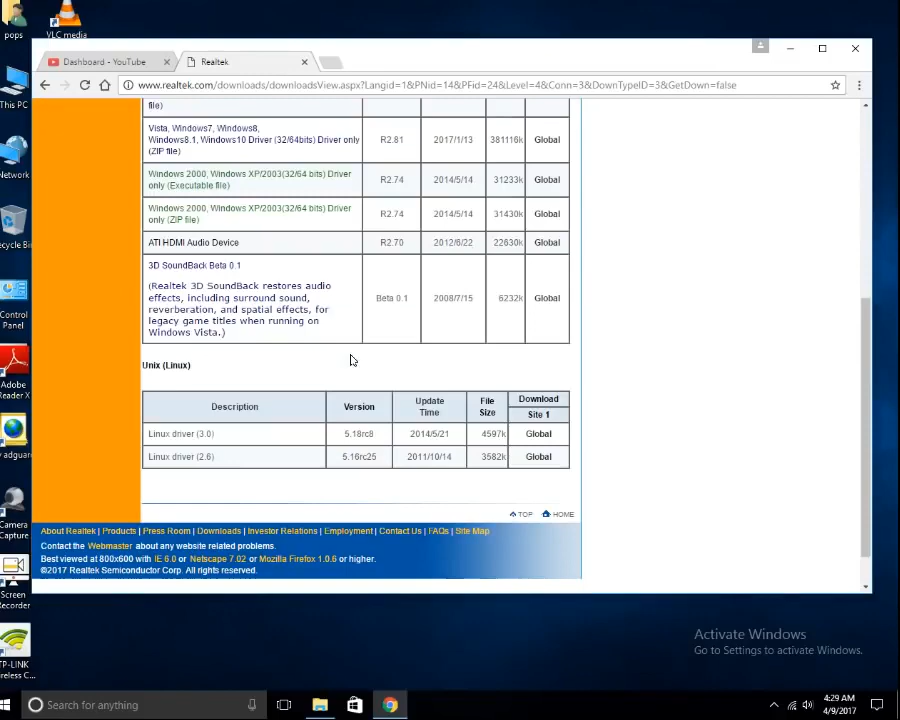 pops
VLC media
Dashboard - YouTube
Realtek
www.realtek.com/downloads/downloadsView.aspx?Langid=1&PNid=14&PFid=24&Level=4&Conn=3&DownTypeID=3&GetDown=false
This PC
Network
ecycle Bin
Control
Panel
Adobe
Reader X
y adguard
Camera
Capture
Screen
Recorder
TP-LINK
ireless C...
file)
Vista, Windows7, Windows8,
Windows8.1, Windows10 Driver (32/64bits) Driver only
(ZIP file)
R2.81
2017/1/13
381116k
Global
Windows 2000, Windows XP/2003(32/64 bits) Driver
only (Executable file)
R2.74
2014/5/14
31233k
Global
Windows 2000, Windows XP/2003(32/64 bits) Driver
only (ZIP file)
R2.74
2014/5/14
31430k
Global
ATI HDMI Audio Device
R2.70
2012/6/22
22630k
Global
3D SoundBack Beta 0.1
(Realtek 3D SoundBack restores audio
effects, including surround sound,
reverberation, and spatial effects, for
legacy game titles when running on
Windows Vista.)
Beta 0.1
2008/7/15
6232k
Global
Unix (Linux)
Description
Version
Update
Time
File
Size
Download
Site 1
Linux driver (3.0)
5.18rc8
2014/5/21
4597k
Global
Linux driver (2.6)
5.16rc25
2011/10/14
3582k
Global
TOP
HOME
About Realtek | Products | Press Room | Downloads | Investor Relations | Employment | Contact Us | FAQs | Site Map
Contact the Webmaster about any website related problems.
Best viewed at 800x600 with IE 6.0 or Netscape 7.02 or Mozilla Firefox 1.0.6 or higher.
©2017 Realtek Semiconductor Corp. All rights reserved.
Activate Windows
Go to Settings to activate Windows.
Search for anything
4:29 AM
4/9/2017